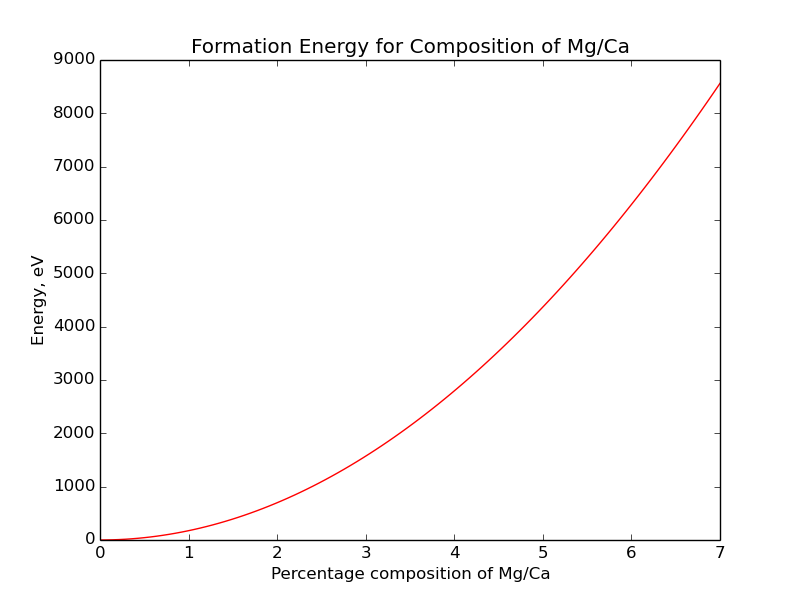 Formation Energy for Composition of Mg/Ca
9000
8000
7000
6000
5000
4000
3000
2000
1000
0
Energy, eV
0 1 2 3 4 5 6 7
Percentage composition of Mg/Ca